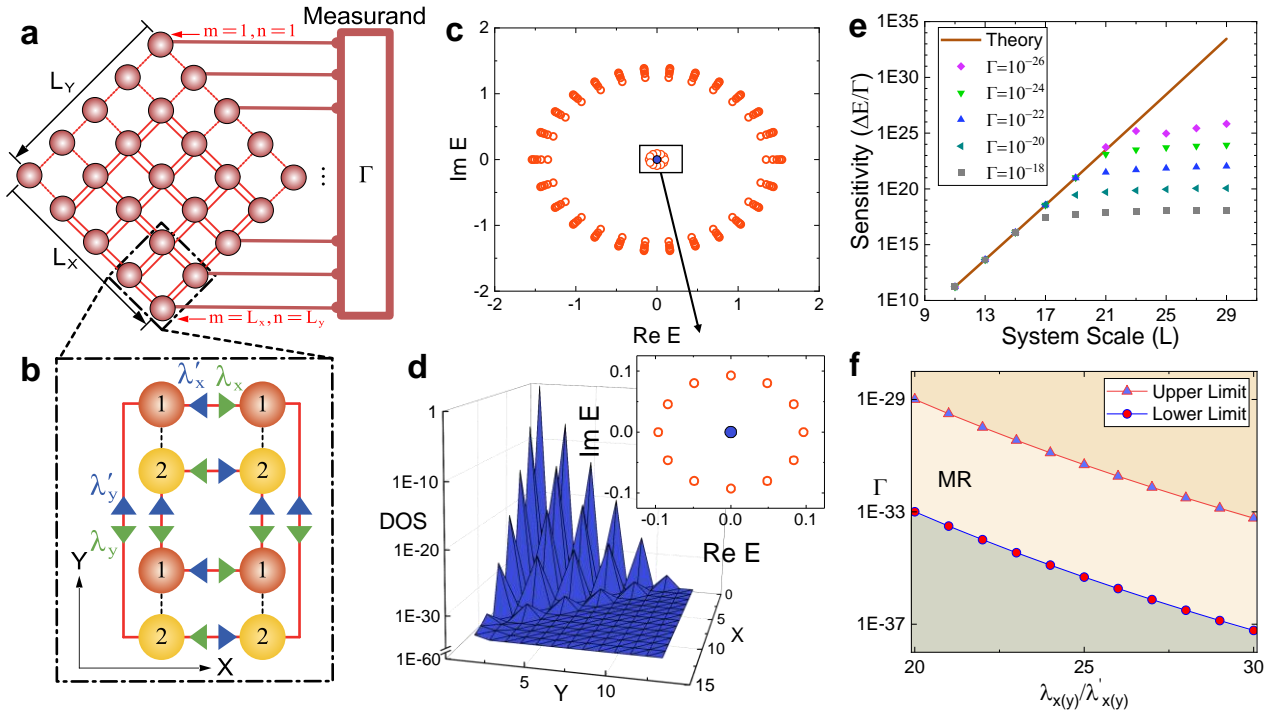 a
Measurand
m=1, n=1
L_Y
L_X
Γ
...
m=L_x, n=L_y
b
λ'_x λ_x
1 1
2 2
λ'_y
λ_y
1 1
2 2
Y
X
c
Im E
2
1
0
-1
-2
-2 -1 0 1 2
Re E
d
DOS
1
1E-10
1E-20
1E-30
1E-60
5 10
Y
0
5
10
15
X
Im E
0.1
0.0
-0.1
-0.1 0.0 0.1
Re E
e
Sensitivity (ΔE/Γ)
1E35
1E30
1E25
1E20
1E15
1E10
Theory
Γ=10^{-26}
Γ=10^{-24}
Γ=10^{-22}
Γ=10^{-20}
Γ=10^{-18}
9 13 17 21 25 29
System Scale (L)
f
Γ
1E-29
1E-33
1E-37
Upper Limit
Lower Limit
MR
20 25 30
λ_{x(y)}/λ'_{x(y)}